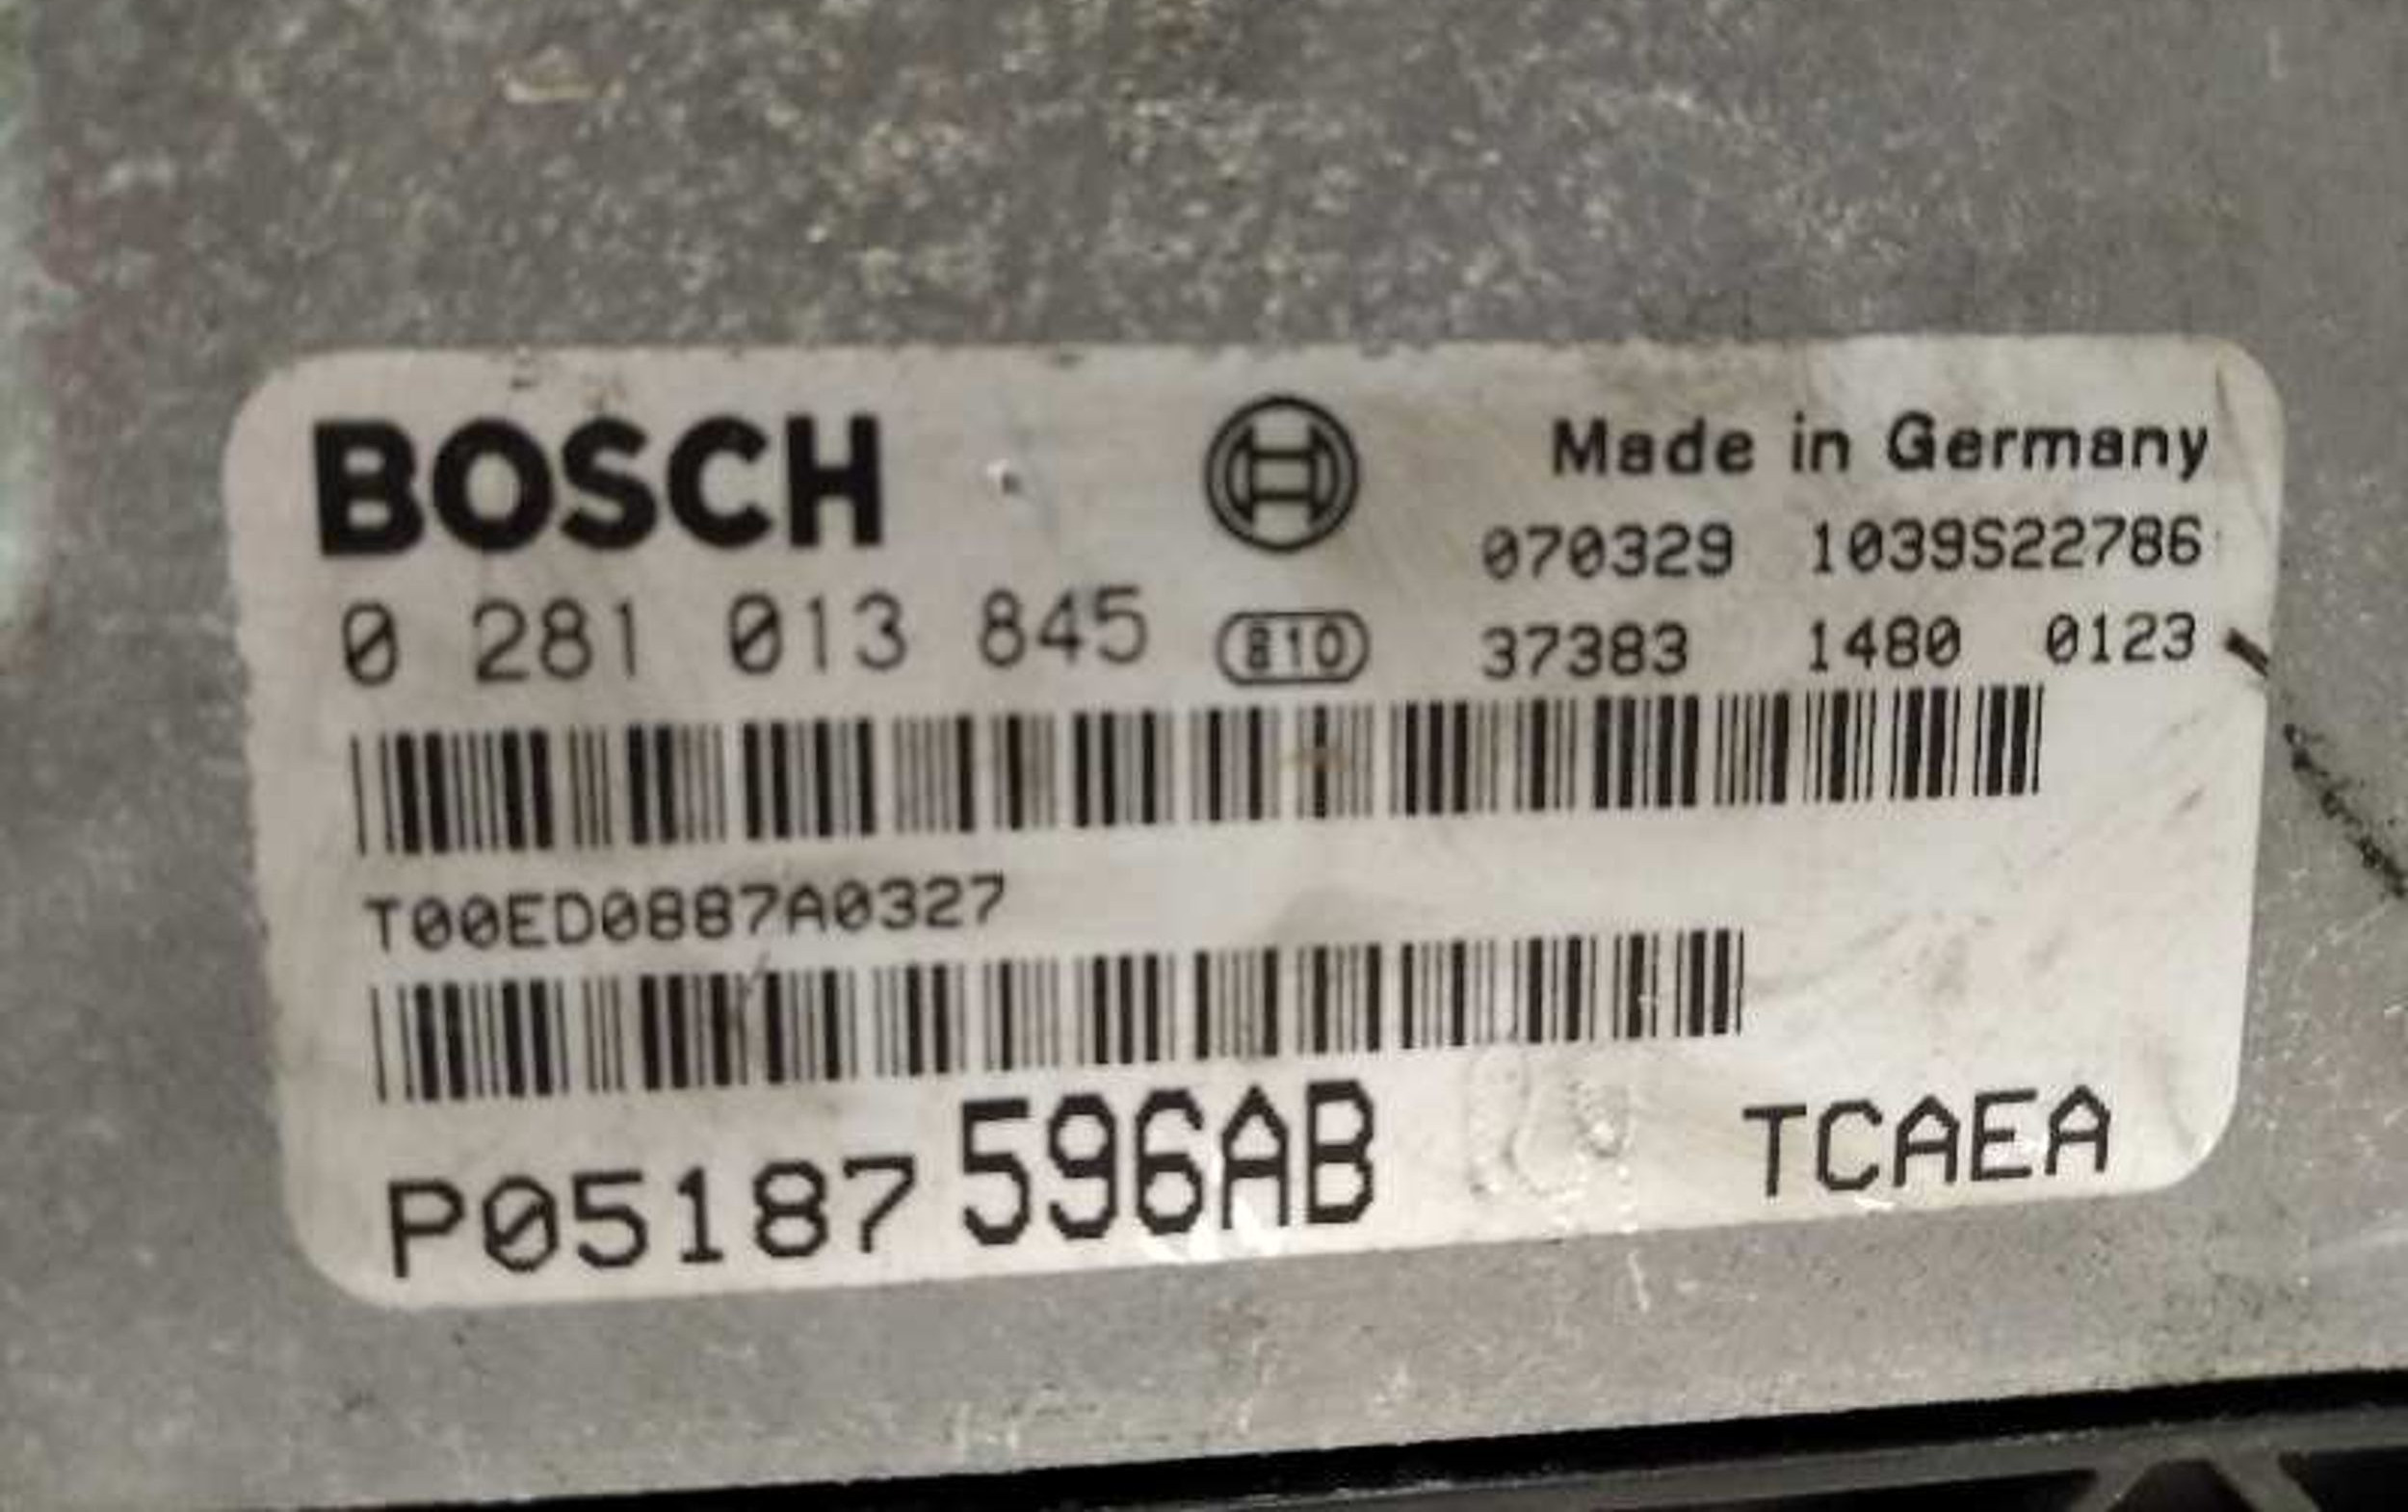 BOSCH
Made in Germany
070329 1039S22786
0 281 013 845 810 37383 1480 0123
T00ED0887A0327
P05187596AB TCAEA